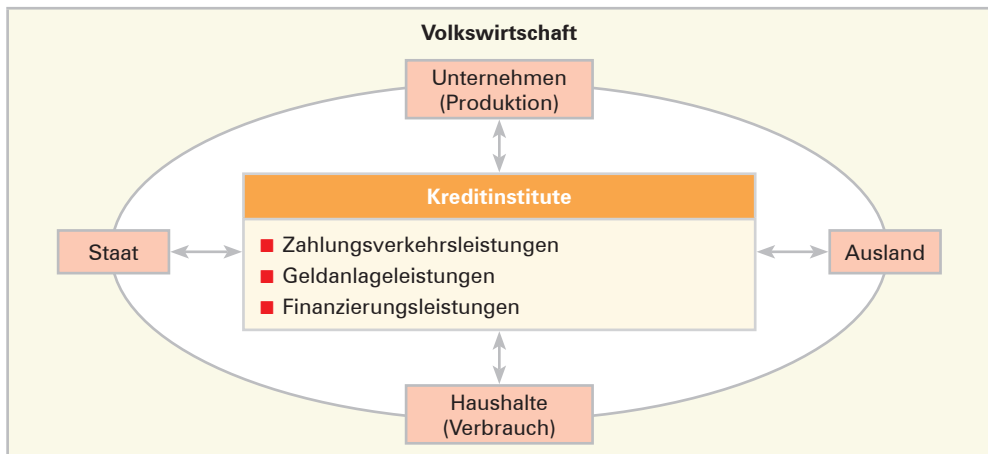 Volkswirtschaft
Unternehmen
(Produktion)
Kreditinstitute
Staat
■ Zahlungsverkehrsleistungen
■ Geldanlageleistungen
■ Finanzierungsleistungen
Ausland
Haushalte
(Verbrauch)